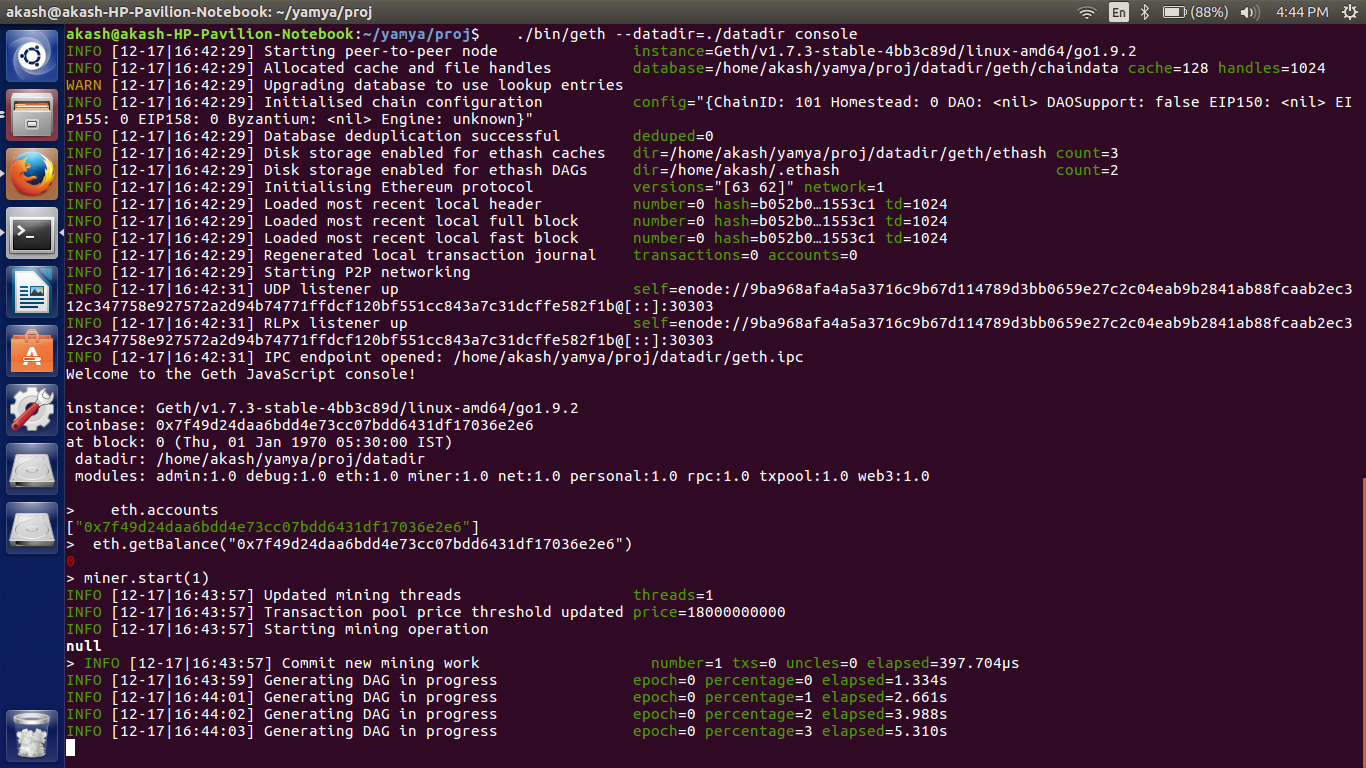 akash@akash-HP-Pavilion-Notebook: ~/yamya/proj En (88%) 4:44 PM
akash@akash-HP-Pavilion-Notebook:~/yamya/proj$    ./bin/geth --datadir=./datadir console
INFO [12-17|16:42:29] Starting peer-to-peer node               instance=Geth/v1.7.3-stable-4bb3c89d/linux-amd64/go1.9.2
INFO [12-17|16:42:29] Allocated cache and file handles         database=/home/akash/yamya/proj/datadir/geth/chaindata cache=128 handles=1024
WARN [12-17|16:42:29] Upgrading database to use lookup entries
INFO [12-17|16:42:29] Initialised chain configuration          config="{ChainID: 101 Homestead: 0 DAO: <nil> DAOSupport: false EIP150: <nil> EI
P155: 0 EIP158: 0 Byzantium: <nil> Engine: unknown}"
INFO [12-17|16:42:29] Database deduplication successful        deduped=0
INFO [12-17|16:42:29] Disk storage enabled for ethash caches   dir=/home/akash/yamya/proj/datadir/geth/ethash count=3
INFO [12-17|16:42:29] Disk storage enabled for ethash DAGs     dir=/home/akash/.ethash                        count=2
INFO [12-17|16:42:29] Initialising Ethereum protocol           versions="[63 62]" network=1
INFO [12-17|16:42:29] Loaded most recent local header          number=0 hash=b052b0…1553c1 td=1024
INFO [12-17|16:42:29] Loaded most recent local full block      number=0 hash=b052b0…1553c1 td=1024
INFO [12-17|16:42:29] Loaded most recent local fast block      number=0 hash=b052b0…1553c1 td=1024
INFO [12-17|16:42:29] Regenerated local transaction journal    transactions=0 accounts=0
INFO [12-17|16:42:29] Starting P2P networking
INFO [12-17|16:42:31] UDP listener up                          self=enode://9ba968afa4a5a3716c9b67d114789d3bb0659e27c2c04eab9b2841ab88fcaab2ec3
12c347758e927572a2d94b74771ffdcf120bf551cc843a7c31dcffe582f1b@[::]:30303
INFO [12-17|16:42:31] RLPx listener up                         self=enode://9ba968afa4a5a3716c9b67d114789d3bb0659e27c2c04eab9b2841ab88fcaab2ec3
12c347758e927572a2d94b74771ffdcf120bf551cc843a7c31dcffe582f1b@[::]:30303
INFO [12-17|16:42:31] IPC endpoint opened: /home/akash/yamya/proj/datadir/geth.ipc
Welcome to the Geth JavaScript console!
instance: Geth/v1.7.3-stable-4bb3c89d/linux-amd64/go1.9.2
coinbase: 0x7f49d24daa6bdd4e73cc07bdd6431df17036e2e6
at block: 0 (Thu, 01 Jan 1970 05:30:00 IST)
 datadir: /home/akash/yamya/proj/datadir
 modules: admin:1.0 debug:1.0 eth:1.0 miner:1.0 net:1.0 personal:1.0 rpc:1.0 txpool:1.0 web3:1.0
>    eth.accounts
["0x7f49d24daa6bdd4e73cc07bdd6431df17036e2e6"]
>  eth.getBalance("0x7f49d24daa6bdd4e73cc07bdd6431df17036e2e6")
0
> miner.start(1)
INFO [12-17|16:43:57] Updated mining threads                   threads=1
INFO [12-17|16:43:57] Transaction pool price threshold updated price=18000000000
INFO [12-17|16:43:57] Starting mining operation
null
> INFO [12-17|16:43:57] Commit new mining work                   number=1 txs=0 uncles=0 elapsed=397.704µs
INFO [12-17|16:43:59] Generating DAG in progress               epoch=0 percentage=0 elapsed=1.334s
INFO [12-17|16:44:01] Generating DAG in progress               epoch=0 percentage=1 elapsed=2.661s
INFO [12-17|16:44:02] Generating DAG in progress               epoch=0 percentage=2 elapsed=3.988s
INFO [12-17|16:44:03] Generating DAG in progress               epoch=0 percentage=3 elapsed=5.310s